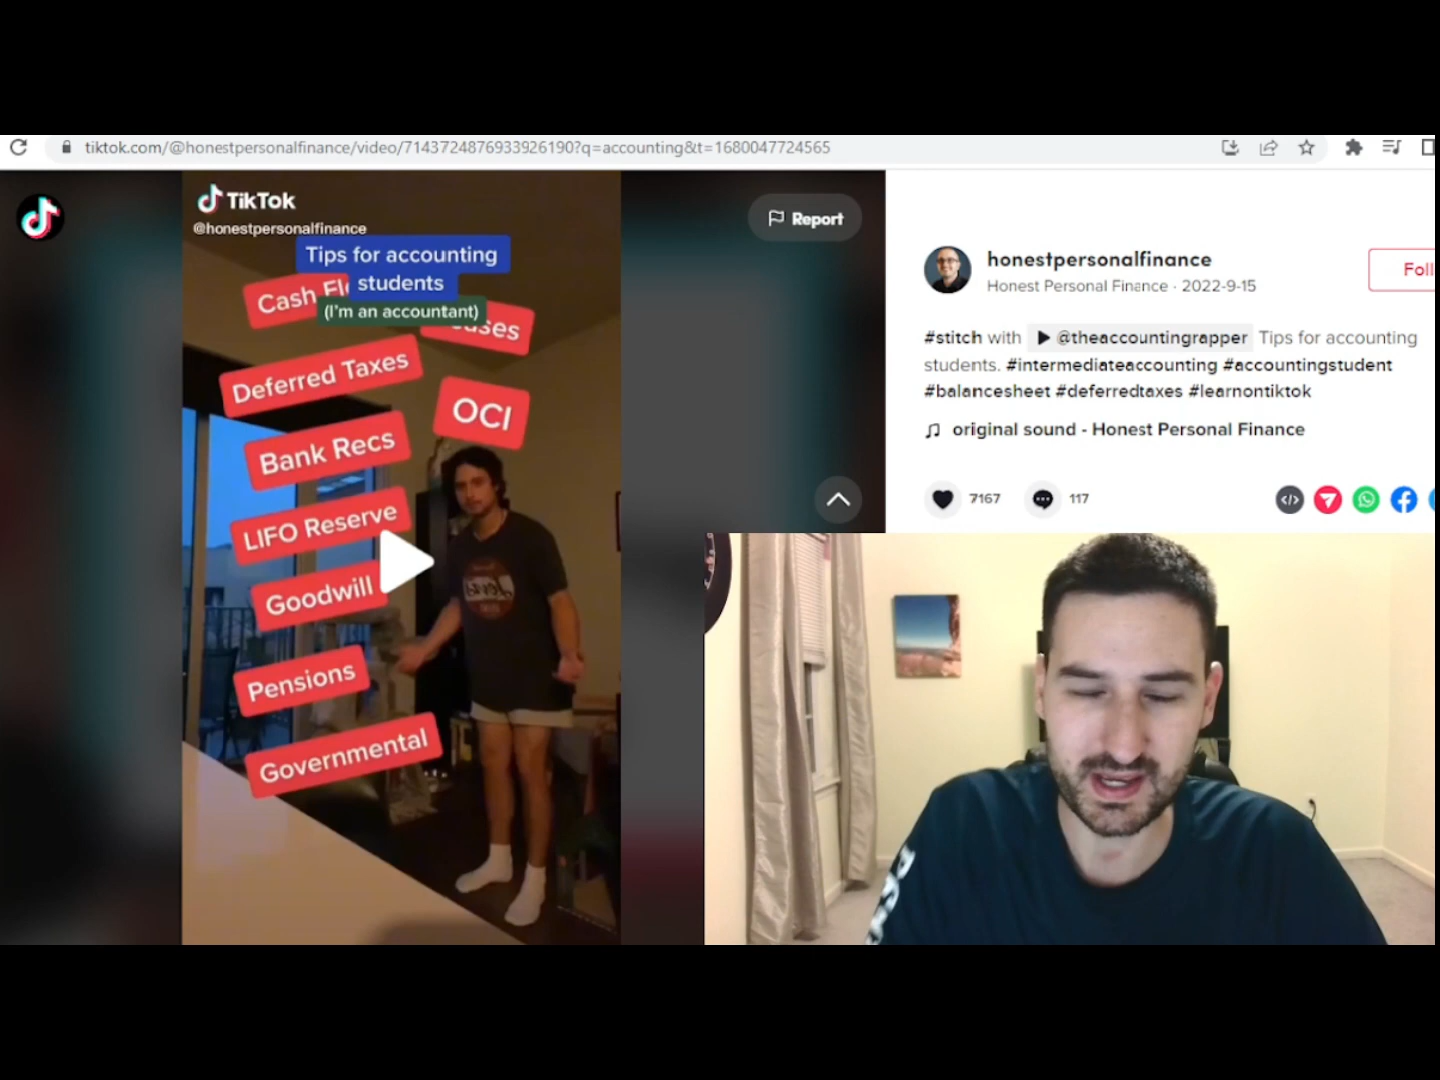 tiktok.com/@honestpersonalfinance/video/7143724876933926190?q=accounting&t=1680047724565
TikTok
@honestpersonalfinance
Tips for accounting
students
(I'm an accountant)
Cash
Deferred Taxes
OCI
Bank Recs
LIFO Reserve
Goodwill
Pensions
Governmental
Report
honestpersonalfinance
Honest Personal Finance · 2022-9-15
#stitch with @theaccountingrapper Tips for accounting
students. #intermediateaccounting #accountingstudent
#balancesheet #deferredtaxes #learnontiktok
original sound - Honest Personal Finance
7167
117